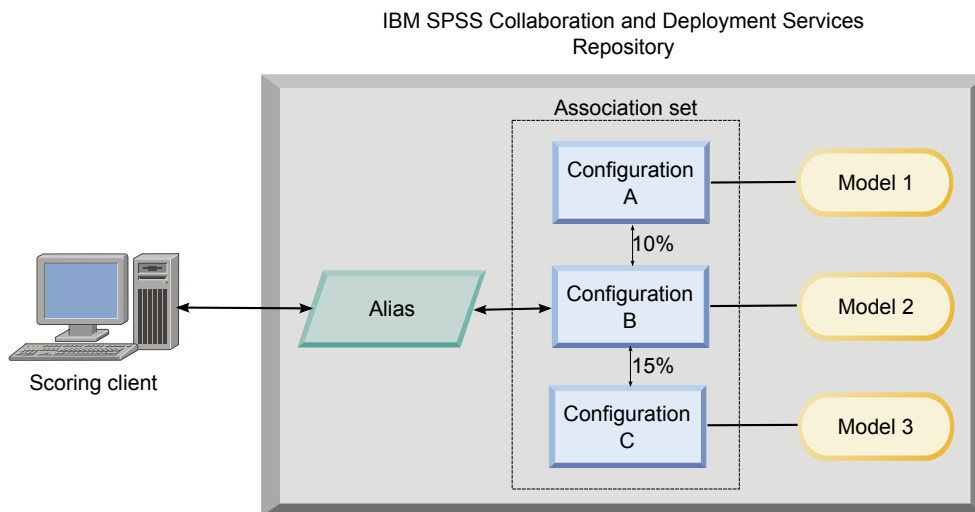 IBM SPSS Collaboration and Deployment Services
Repository
Association set
Configuration
A
Model 1
10%
Scoring client
Alias
Configuration
B
Model 2
15%
Configuration
C
Model 3